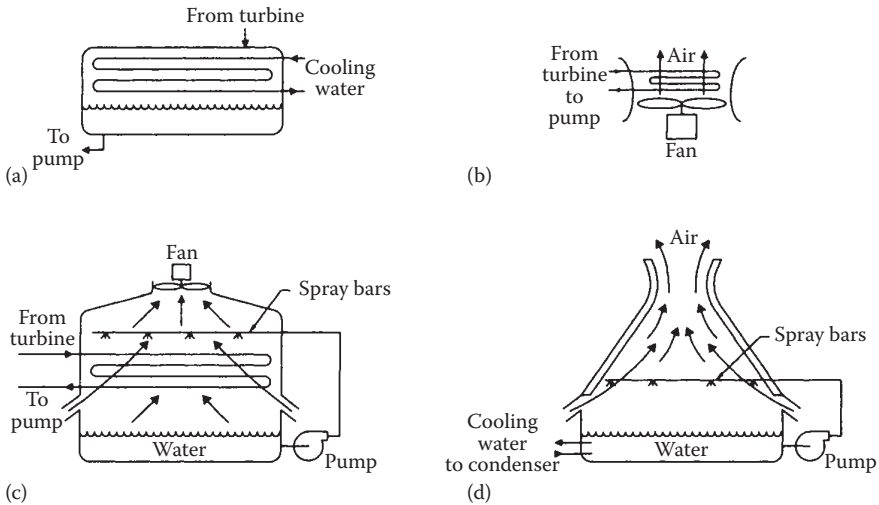 From turbine
Cooling
water
To
pump
(a)
From
turbine
to
pump
Air
Fan
(b)
Fan
Spray bars
From
turbine
To
pump
Water
Pump
(c)
Air
Spray bars
Cooling
water
to condenser
Water
Pump
(d)